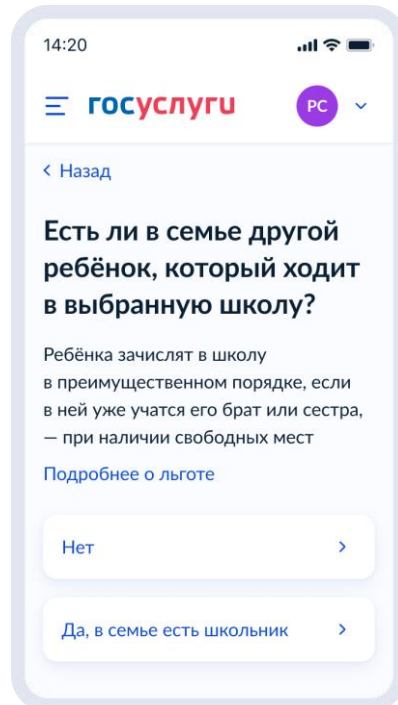 14:20
госуслуги
РС
Назад
Есть ли в семье другой
ребёнок, который ходит
в выбранную школу?
Ребёнка зачислят в школу
в преимущественном порядке, если
в ней уже учатся его брат или сестра,
— при наличии свободных мест
Подробнее о льготе
Нет
Да, в семье есть школьник